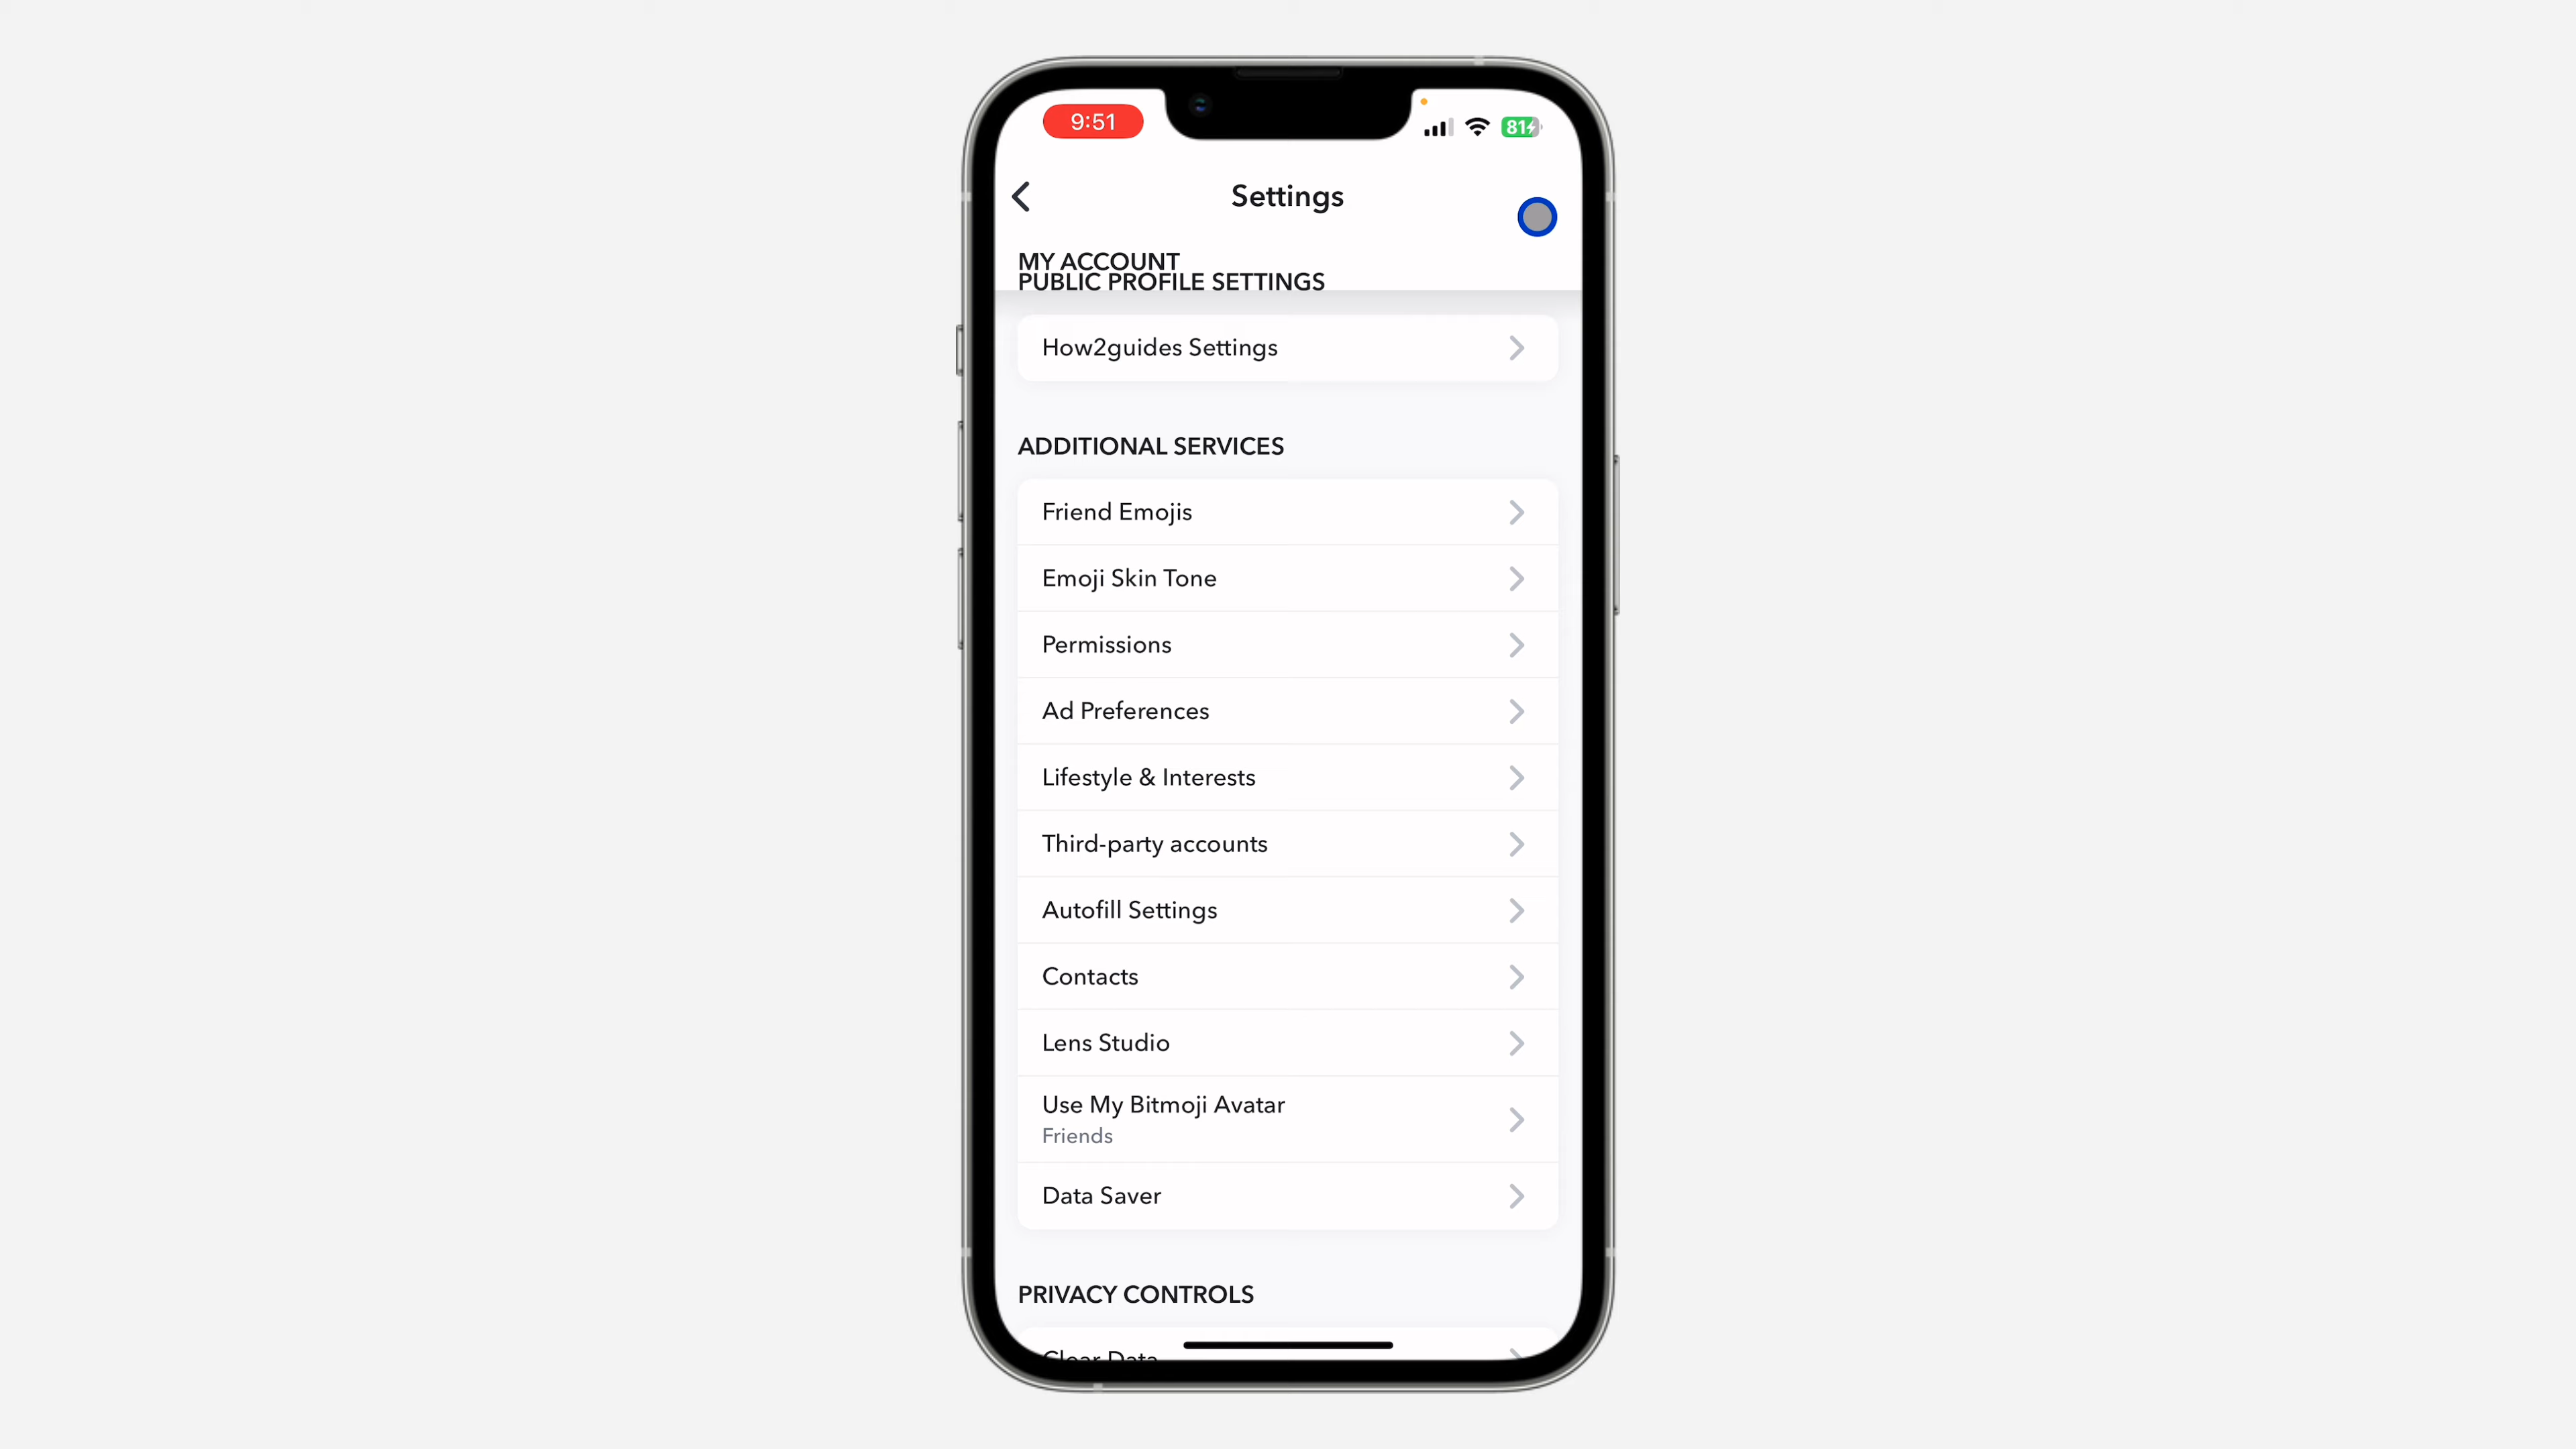 9:51
81
Settings
MY ACCOUNT
PUBLIC PROFILE SETTINGS
How2guides Settings
ADDITIONAL SERVICES
Friend Emojis
Emoji Skin Tone
Permissions
Ad Preferences
Lifestyle & Interests
Third-party accounts
Autofill Settings
Contacts
Lens Studio
Use My Bitmoji Avatar
Friends
Data Saver
PRIVACY CONTROLS
Clear Data